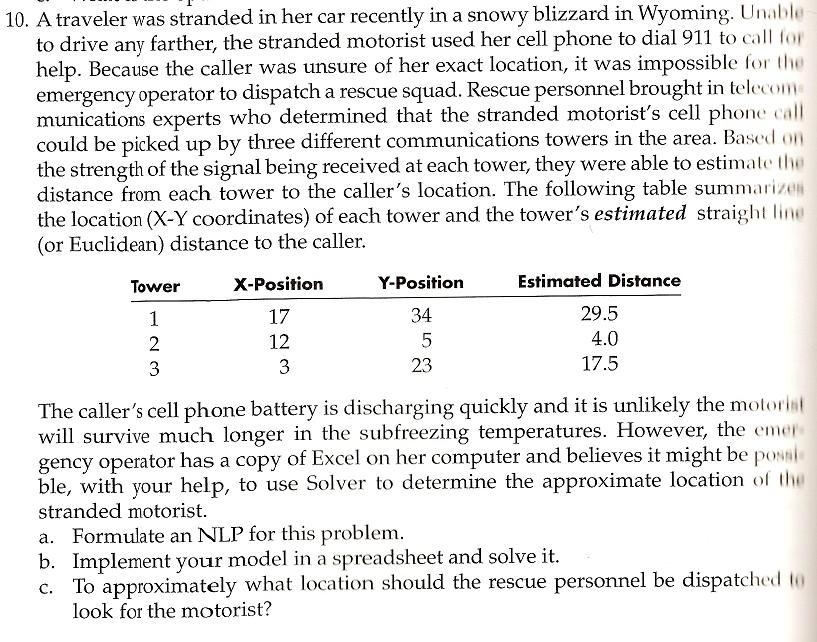 10. A traveler was stranded in her car recently in a snowy blizzard in Wyoming. Unable
to drive any farther, the stranded motorist used her cell phone to dial 911 to call for
help. Because the caller was unsure of her exact location, it was impossible for the
emergency operator to dispatch a rescue squad. Rescue personnel brought in telecom-
munications experts who determined that the stranded motorist's cell phone call
could be picked up by three different communications towers in the area. Based on
the strength of the signal being received at each tower, they were able to estimate the
distance from each tower to the caller's location. The following table summarizes
the location (X-Y coordinates) of each tower and the tower's estimated straight line
(or Euclidean) distance to the caller.
Tower X-Position Y-Position Estimated Distance
1 17 34 29.5
2 12 5 4.0
3 3 23 17.5
The caller's cell phone battery is discharging quickly and it is unlikely the motorist
will survive much longer in the subfreezing temperatures. However, the emer-
gency operator has a copy of Excel on her computer and believes it might be possi-
ble, with your help, to use Solver to determine the approximate location of the
stranded motorist.
a. Formulate an NLP for this problem.
b. Implement your model in a spreadsheet and solve it.
c. To approximately what location should the rescue personnel be dispatched to
look for the motorist?